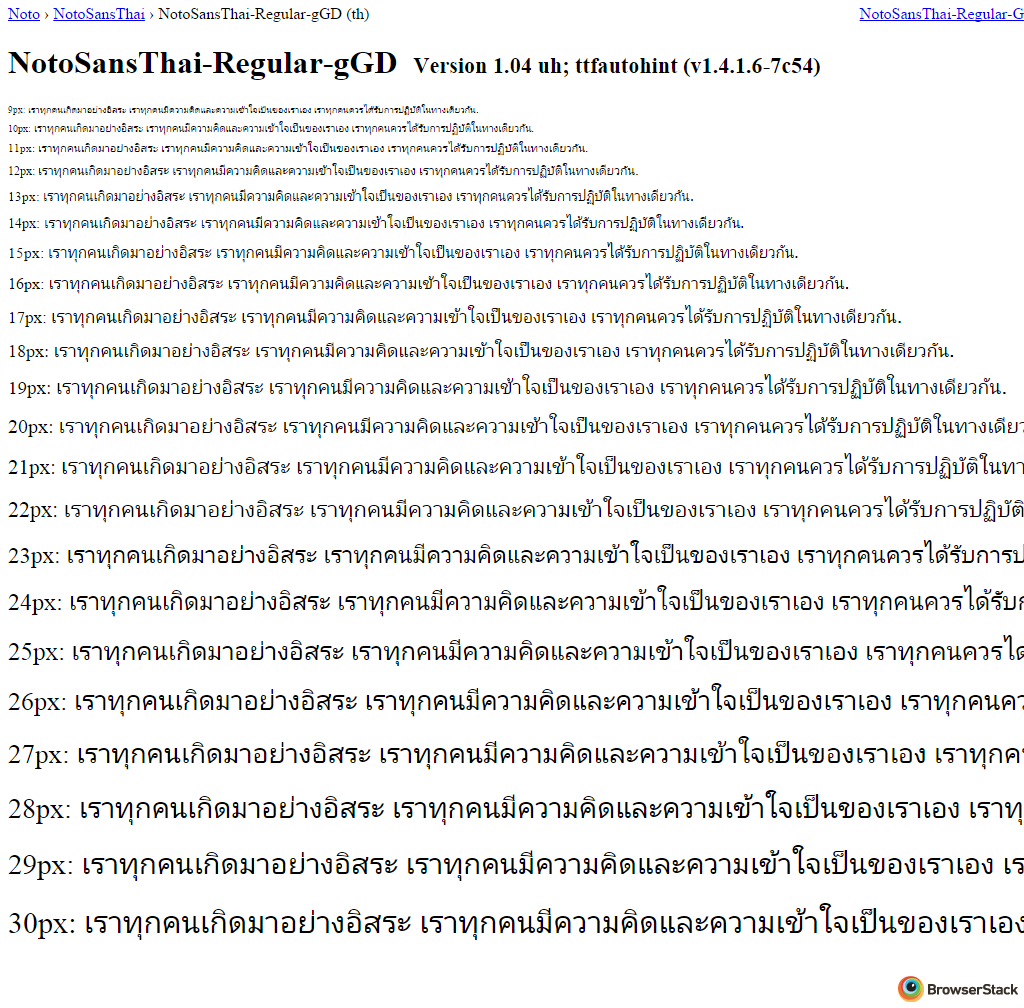 Noto › NotoSansThai › NotoSansThai-Regular-gGD (th) NotoSansThai-Regular-G
NotoSansThai-Regular-gGD Version 1.04 uh; ttfautohint (v1.4.1.6-7c54)
9px: เราทุกคนเกิดมาอย่างอิสระ เราทุกคนมีความคิดและความเข้าใจเป็นของเราเอง เราทุกคนควรได้รับการปฏิบัติในทางเดียวกัน.
10px: เราทุกคนเกิดมาอย่างอิสระ เราทุกคนมีความคิดและความเข้าใจเป็นของเราเอง เราทุกคนควรได้รับการปฏิบัติในทางเดียวกัน.
11px: เราทุกคนเกิดมาอย่างอิสระ เราทุกคนมีความคิดและความเข้าใจเป็นของเราเอง เราทุกคนควรได้รับการปฏิบัติในทางเดียวกัน.
12px: เราทุกคนเกิดมาอย่างอิสระ เราทุกคนมีความคิดและความเข้าใจเป็นของเราเอง เราทุกคนควรได้รับการปฏิบัติในทางเดียวกัน.
13px: เราทุกคนเกิดมาอย่างอิสระ เราทุกคนมีความคิดและความเข้าใจเป็นของเราเอง เราทุกคนควรได้รับการปฏิบัติในทางเดียวกัน.
14px: เราทุกคนเกิดมาอย่างอิสระ เราทุกคนมีความคิดและความเข้าใจเป็นของเราเอง เราทุกคนควรได้รับการปฏิบัติในทางเดียวกัน.
15px: เราทุกคนเกิดมาอย่างอิสระ เราทุกคนมีความคิดและความเข้าใจเป็นของเราเอง เราทุกคนควรได้รับการปฏิบัติในทางเดียวกัน.
16px: เราทุกคนเกิดมาอย่างอิสระ เราทุกคนมีความคิดและความเข้าใจเป็นของเราเอง เราทุกคนควรได้รับการปฏิบัติในทางเดียวกัน.
17px: เราทุกคนเกิดมาอย่างอิสระ เราทุกคนมีความคิดและความเข้าใจเป็นของเราเอง เราทุกคนควรได้รับการปฏิบัติในทางเดียวกัน.
18px: เราทุกคนเกิดมาอย่างอิสระ เราทุกคนมีความคิดและความเข้าใจเป็นของเราเอง เราทุกคนควรได้รับการปฏิบัติในทางเดียวกัน.
19px: เราทุกคนเกิดมาอย่างอิสระ เราทุกคนมีความคิดและความเข้าใจเป็นของเราเอง เราทุกคนควรได้รับการปฏิบัติในทางเดียวกัน.
20px: เราทุกคนเกิดมาอย่างอิสระ เราทุกคนมีความคิดและความเข้าใจเป็นของเราเอง เราทุกคนควรได้รับการปฏิบัติในทางเดีย
21px: เราทุกคนเกิดมาอย่างอิสระ เราทุกคนมีความคิดและความเข้าใจเป็นของเราเอง เราทุกคนควรได้รับการปฏิบัติในทา
22px: เราทุกคนเกิดมาอย่างอิสระ เราทุกคนมีความคิดและความเข้าใจเป็นของเราเอง เราทุกคนควรได้รับการปฏิบัติ
23px: เราทุกคนเกิดมาอย่างอิสระ เราทุกคนมีความคิดและความเข้าใจเป็นของเราเอง เราทุกคนควรได้รับการป
24px: เราทุกคนเกิดมาอย่างอิสระ เราทุกคนมีความคิดและความเข้าใจเป็นของเราเอง เราทุกคนควรได้รับก
25px: เราทุกคนเกิดมาอย่างอิสระ เราทุกคนมีความคิดและความเข้าใจเป็นของเราเอง เราทุกคนควรได้
26px: เราทุกคนเกิดมาอย่างอิสระ เราทุกคนมีความคิดและความเข้าใจเป็นของเราเอง เราทุกคนคว
27px: เราทุกคนเกิดมาอย่างอิสระ เราทุกคนมีความคิดและความเข้าใจเป็นของเราเอง เราทุกค
28px: เราทุกคนเกิดมาอย่างอิสระ เราทุกคนมีความคิดและความเข้าใจเป็นของเราเอง เราทุ
29px: เราทุกคนเกิดมาอย่างอิสระ เราทุกคนมีความคิดและความเข้าใจเป็นของเราเอง เร
30px: เราทุกคนเกิดมาอย่างอิสระ เราทุกคนมีความคิดและความเข้าใจเป็นของเราเอง
BrowserStack